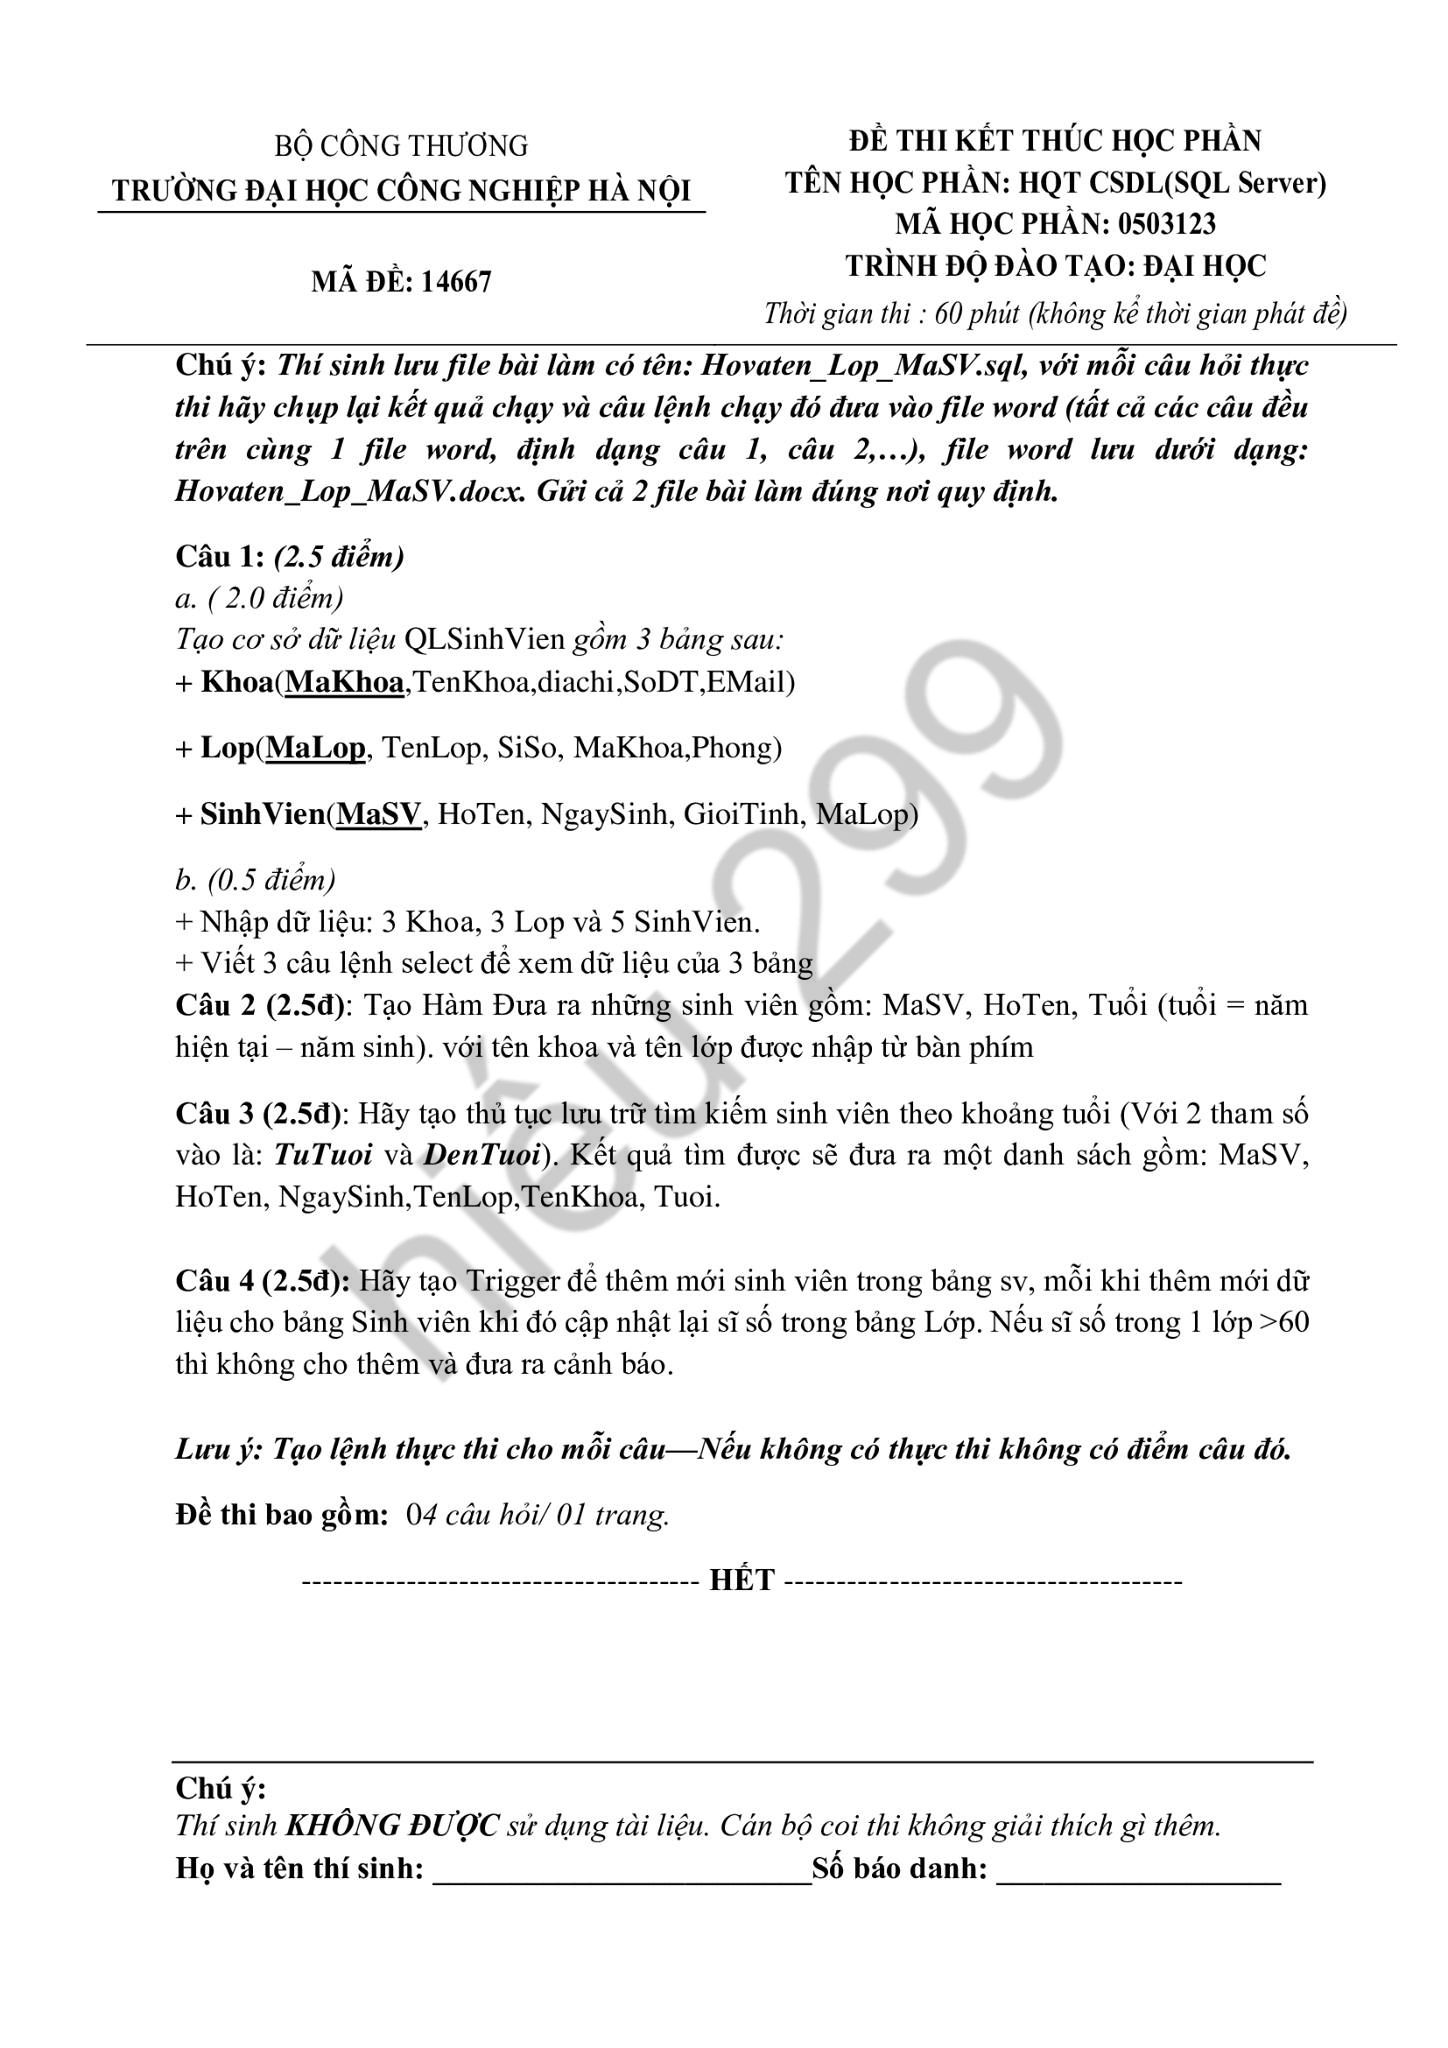 BỘ CÔNG THƯƠNG
TRƯỜNG ĐẠI HỌC CÔNG NGHIỆP HÀ NỘI
MÃ ĐỀ: 14667
ĐỀ THI KẾT THÚC HỌC PHẦN
TÊN HỌC PHẦN: HQT CSDL(SQL Server)
MÃ HỌC PHẦN: 0503123
TRÌNH ĐỘ ĐÀO TẠO: ĐẠI HỌC
Thời gian thi : 60 phút (không kể thời gian phát đề)
Chú ý: Thí sinh lưu file bài làm có tên: Hovaten_Lop_MaSV.sql, với mỗi câu hỏi thực
thi hãy chụp lại kết quả chạy và câu lệnh chạy đó đưa vào file word (tất cả các câu đều
trên cùng 1 file word, định dạng câu 1, câu 2,…), file word lưu dưới dạng:
Hovaten_Lop_MaSV.docx. Gửi cả 2 file bài làm đúng nơi quy định.
Câu 1: (2.5 điểm)
a. ( 2.0 điểm)
Tạo cơ sở dữ liệu QLSinhVien gồm 3 bảng sau:
+ Khoa(MaKhoa,TenKhoa,diachi,SoDT,EMail)
+ Lop(MaLop, TenLop, SiSo, MaKhoa,Phong)
+ SinhVien(MaSV, HoTen, NgaySinh, GioiTinh, MaLop)
b. (0.5 điểm)
+ Nhập dữ liệu: 3 Khoa, 3 Lop và 5 SinhVien.
+ Viết 3 câu lệnh select để xem dữ liệu của 3 bảng
Câu 2 (2.5đ): Tạo Hàm Đưa ra những sinh viên gồm: MaSV, HoTen, Tuổi (tuổi = năm
hiện tại – năm sinh). với tên khoa và tên lớp được nhập từ bàn phím
Câu 3 (2.5đ): Hãy tạo thủ tục lưu trữ tìm kiếm sinh viên theo khoảng tuổi (Với 2 tham số
vào là: TuTuoi và DenTuoi). Kết quả tìm được sẽ đưa ra một danh sách gồm: MaSV,
HoTen, NgaySinh,TenLop,TenKhoa, Tuoi.
Câu 4 (2.5đ): Hãy tạo Trigger để thêm mới sinh viên trong bảng sv, mỗi khi thêm mới dữ
liệu cho bảng Sinh viên khi đó cập nhật lại sĩ số trong bảng Lớp. Nếu sĩ số trong 1 lớp >60
thì không cho thêm và đưa ra cảnh báo.
Lưu ý: Tạo lệnh thực thi cho mỗi câu—Nếu không có thực thi không có điểm câu đó.
Đề thi bao gồm: 04 câu hỏi/ 01 trang.
-------------------------------------- HẾT --------------------------------------
Chú ý:
Thí sinh KHÔNG ĐƯỢC sử dụng tài liệu. Cán bộ coi thi không giải thích gì thêm.
Họ và tên thí sinh: ________________________Số báo danh: __________________
hiếu 299